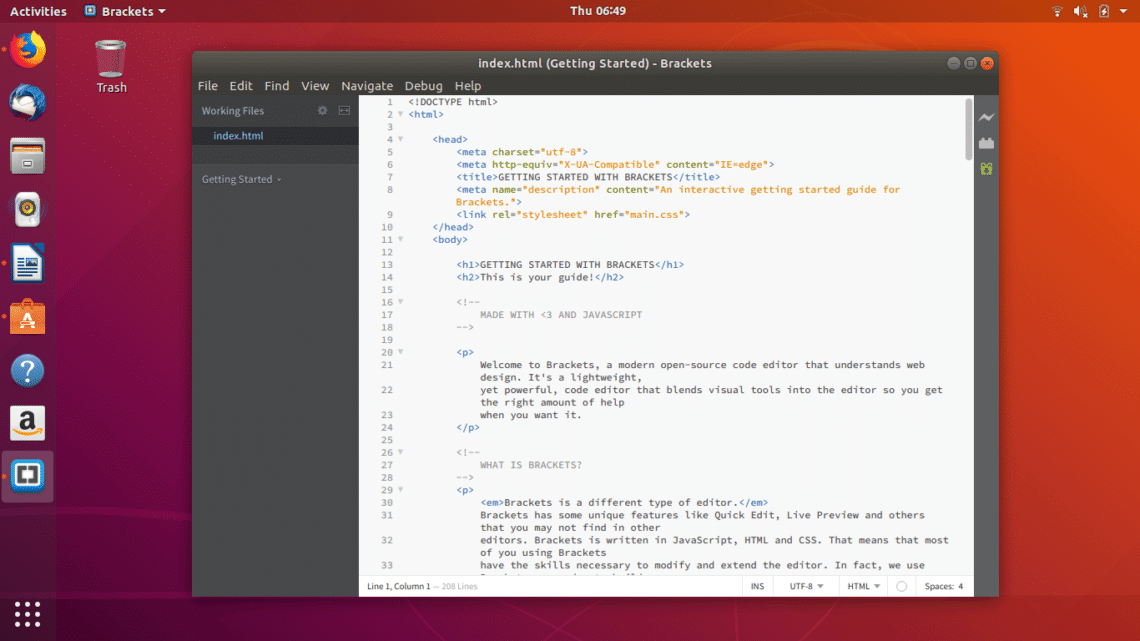 Activities Brackets Thu 06:49
Trash
index.html (Getting Started) - Brackets
File Edit Find View Navigate Debug Help
Working Files
index.html
Getting Started
1 <!DOCTYPE html>
2 <html>
3
4 <head>
5 <meta charset="utf-8">
6 <meta http-equiv="X-UA-Compatible" content="IE=edge">
7 <title>GETTING STARTED WITH BRACKETS</title>
8 <meta name="description" content="An interactive getting started guide for
Brackets.">
9 <link rel="stylesheet" href="main.css">
10 </head>
11 <body>
12
13 <h1>GETTING STARTED WITH BRACKETS</h1>
14 <h2>This is your guide!</h2>
15
16 <!--
17 MADE WITH <3 AND JAVASCRIPT
18 -->
19
20 <p>
21 Welcome to Brackets, a modern open-source code editor that understands web
design. It's a lightweight,
22 yet powerful, code editor that blends visual tools into the editor so you get
the right amount of help
23 when you want it.
24 </p>
25
26 <!--
27 WHAT IS BRACKETS?
28 -->
29 <p>
30 <em>Brackets is a different type of editor.</em>
31 Brackets has some unique features like Quick Edit, Live Preview and others
that you may not find in other
32 editors. Brackets is written in JavaScript, HTML and CSS. That means that most
of you using Brackets
33 have the skills necessary to modify and extend the editor. In fact, we use
Line 1, Column 1 — 208 Lines INS UTF-8 HTML Spaces: 4